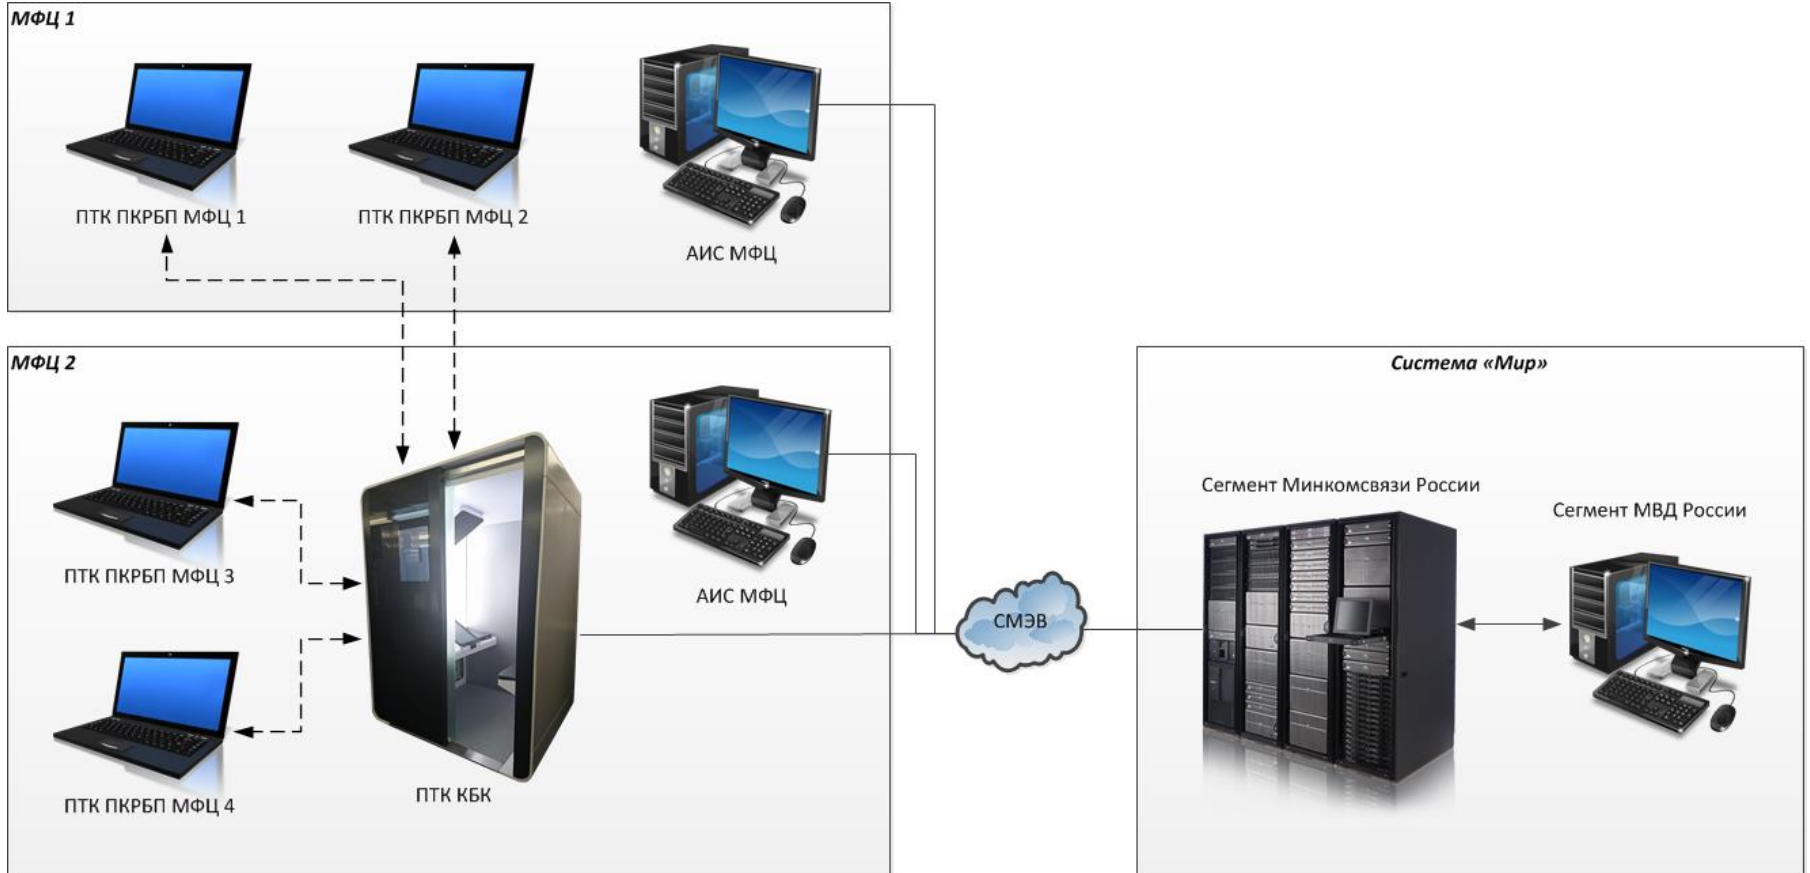 МФЦ 1
ПТК ПКРБП МФЦ 1
ПТК ПКРБП МФЦ 2
АИС МФЦ
МФЦ 2
ПТК ПКРБП МФЦ 3
ПТК ПКРБП МФЦ 4
ПТК КБК
АИС МФЦ
СМЭВ
Система «Мир»
Сегмент Минкомсвязи России
Сегмент МВД России